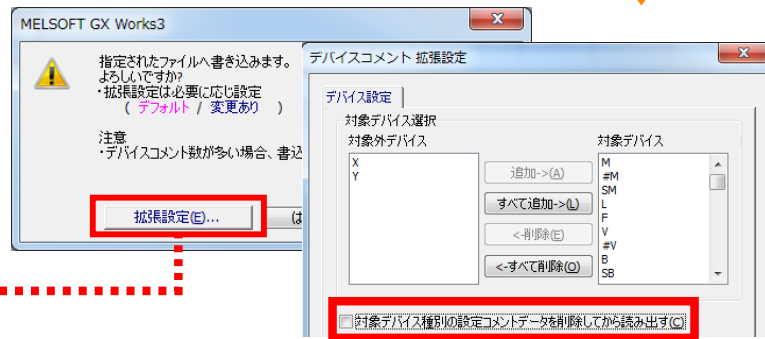 MELSOFT GX Works3
指定されたファイルへ書き込みます。
よろしいですか?
・拡張設定は必要に応じ設定
( デフォルト / 変更あり )
注意
・デバイスコメント数が多い場合、書込
拡張設定(E)...
(は
デバイスコメント 拡張設定
デバイス設定
対象デバイス選択
対象外デバイス
対象デバイス
X
Y
追加->(A)
すべて追加->(L)
<-削除(E)
<-すべて削除(O)
M
#M
SM
L
F
V
#V
B
SB
対象デバイス種別の設定コメントデータを削除してから読み出す(C)